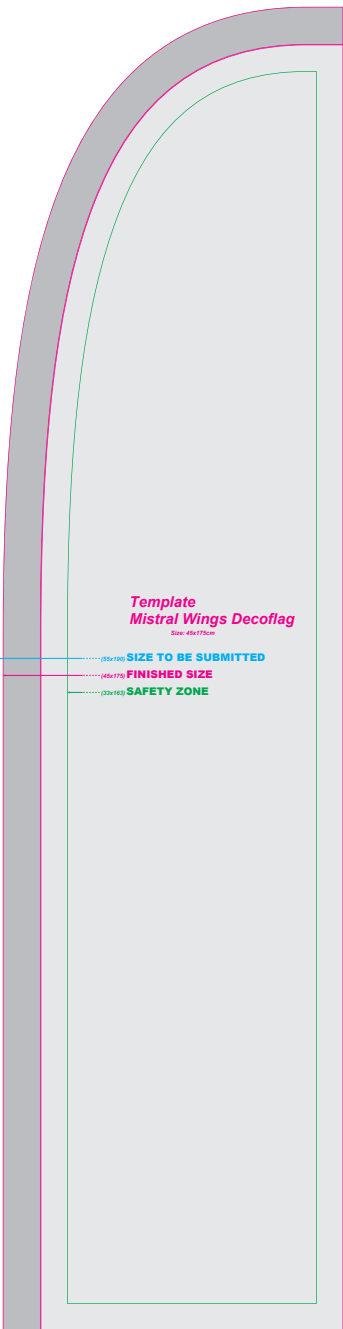 Template
Mistral Wings Decoflag
Size: 45x175cm
(55x190) SIZE TO BE SUBMITTED
(45x175) FINISHED SIZE
(33x163) SAFETY ZONE